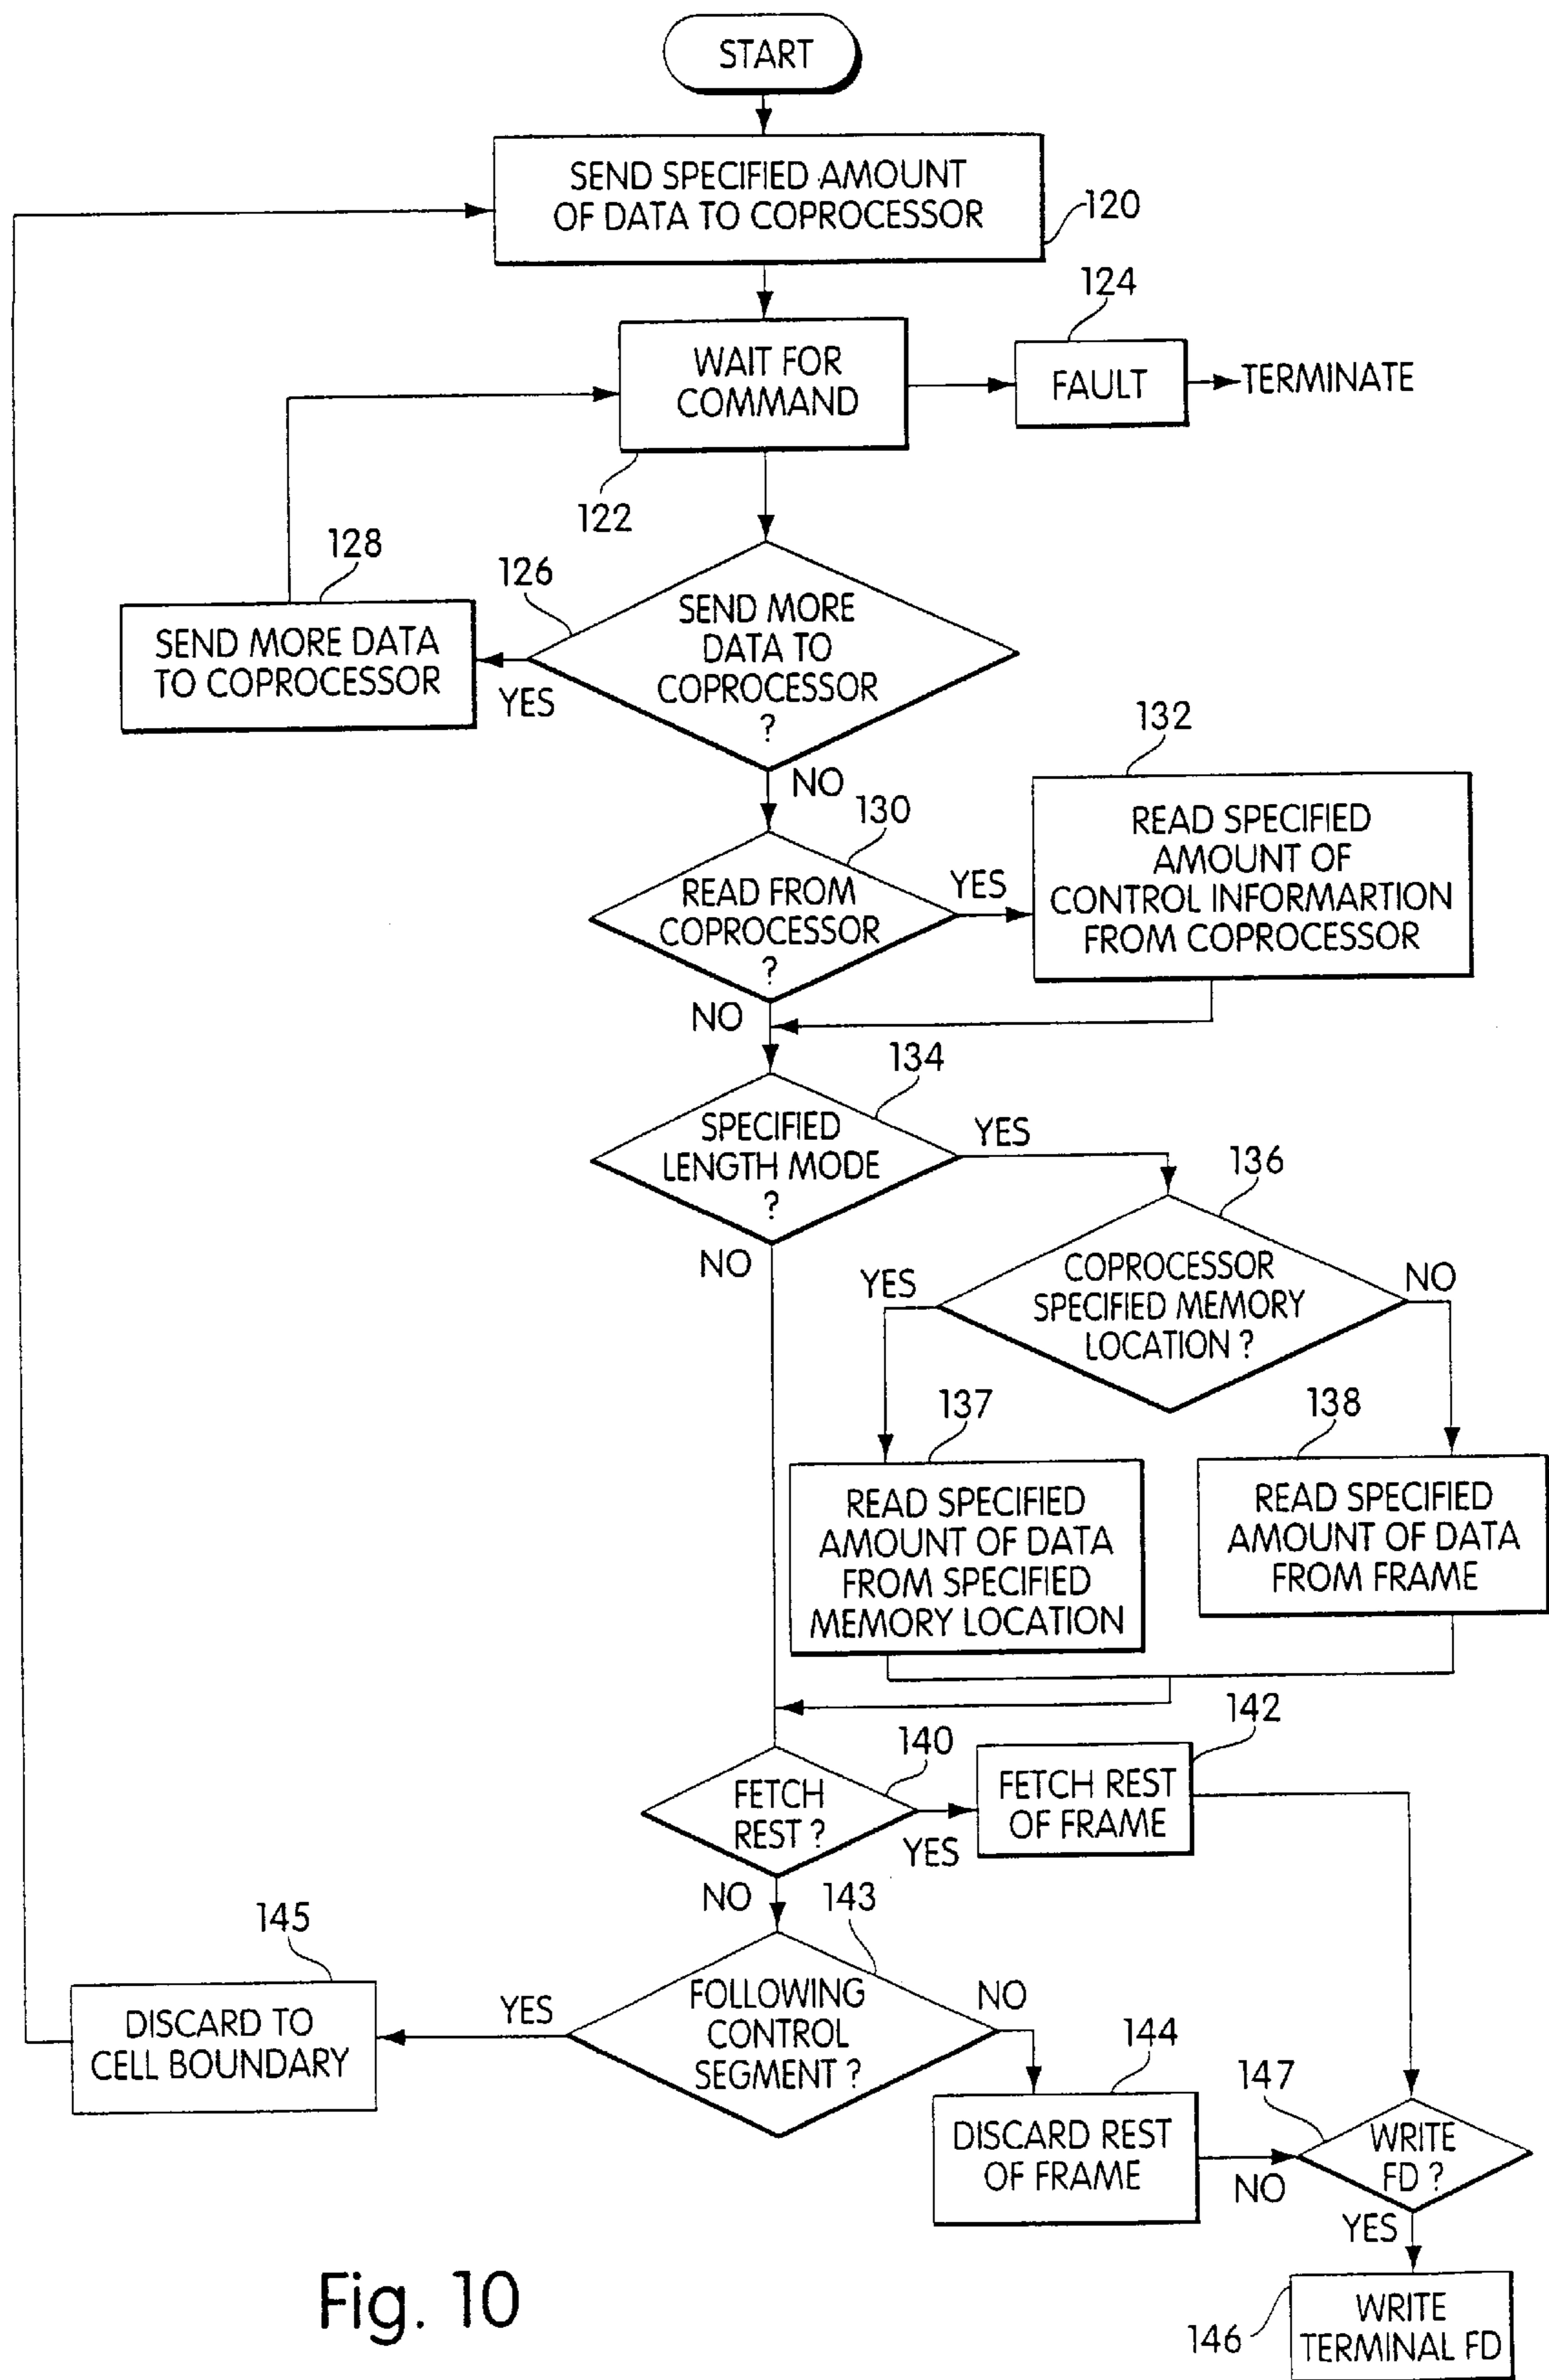 START
SEND SPECIFIED AMOUNT
OF DATA TO COPROCESSOR
120
124
WAIT FOR
COMMAND
FAULT
TERMINATE
122
128
126
SEND MORE DATA
TO COPROCESSOR
YES
SEND MORE
DATA TO
COPROCESSOR
?
NO
132
130
READ FROM
COPROCESSOR
?
YES
READ SPECIFIED
AMOUNT OF
CONTROL INFORMARTION
FROM COPROCESSOR
NO
134
SPECIFIED
LENGTH MODE
?
YES
136
NO
YES
COPROCESSOR
SPECIFIED MEMORY
LOCATION ?
NO
137
138
READ SPECIFIED
AMOUNT OF DATA
FROM SPECIFIED
MEMORY LOCATION
READ SPECIFIED
AMOUNT OF DATA
FROM FRAME
142
140
FETCH
REST ?
YES
FETCH REST
OF FRAME
NO
143
145
DISCARD TO
CELL BOUNDARY
YES
FOLLOWING
CONTROL
SEGMENT ?
NO
144
147
DISCARD REST
OF FRAME
NO
WRITE
FD ?
YES
146
WRITE
TERMINAL FD
Fig. 10